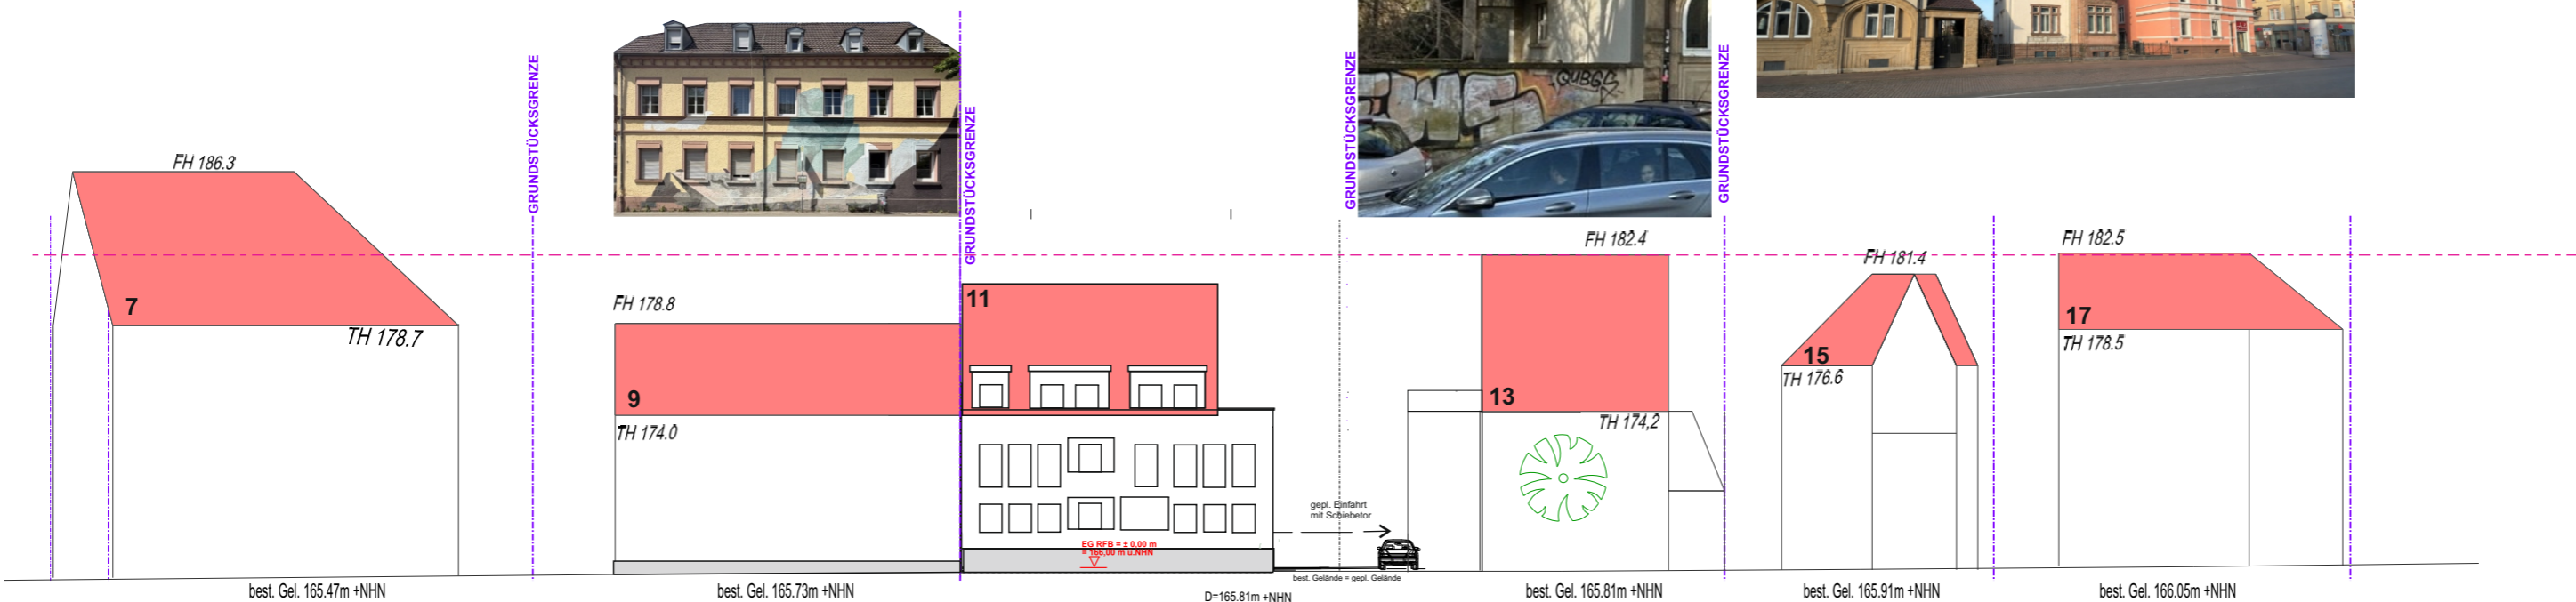 GRUNDSTÜCKSGRENZE
GRUNDSTÜCKSGRENZE
GRUNDSTÜCKSGRENZE
GRUNDSTÜCKSGRENZE
FH 186.3
7
TH 178.7
FH 178.8
9
TH 174.0
11
EG RFB = ± 0,00 m
= 166,00 m ü.NHN
gepl. Einfahrt
mit Schiebetor
FH 182.4
13
TH 174,2
FH 181.4
15
TH 176.6
FH 182.5
17
TH 178.5
best. Gelände = gepl. Gelände
best. Gel. 165.47m +NHN
best. Gel. 165.73m +NHN
D=165.81m +NHN
best. Gel. 165.81m +NHN
best. Gel. 165.91m +NHN
best. Gel. 166.05m +NHN